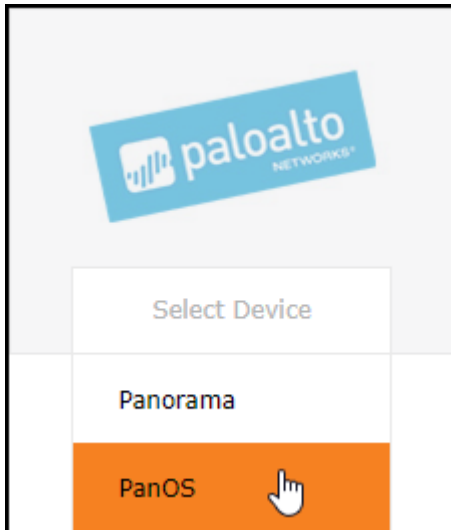 paloalto
NETWORKS®
Select Device
Panorama
PanOS